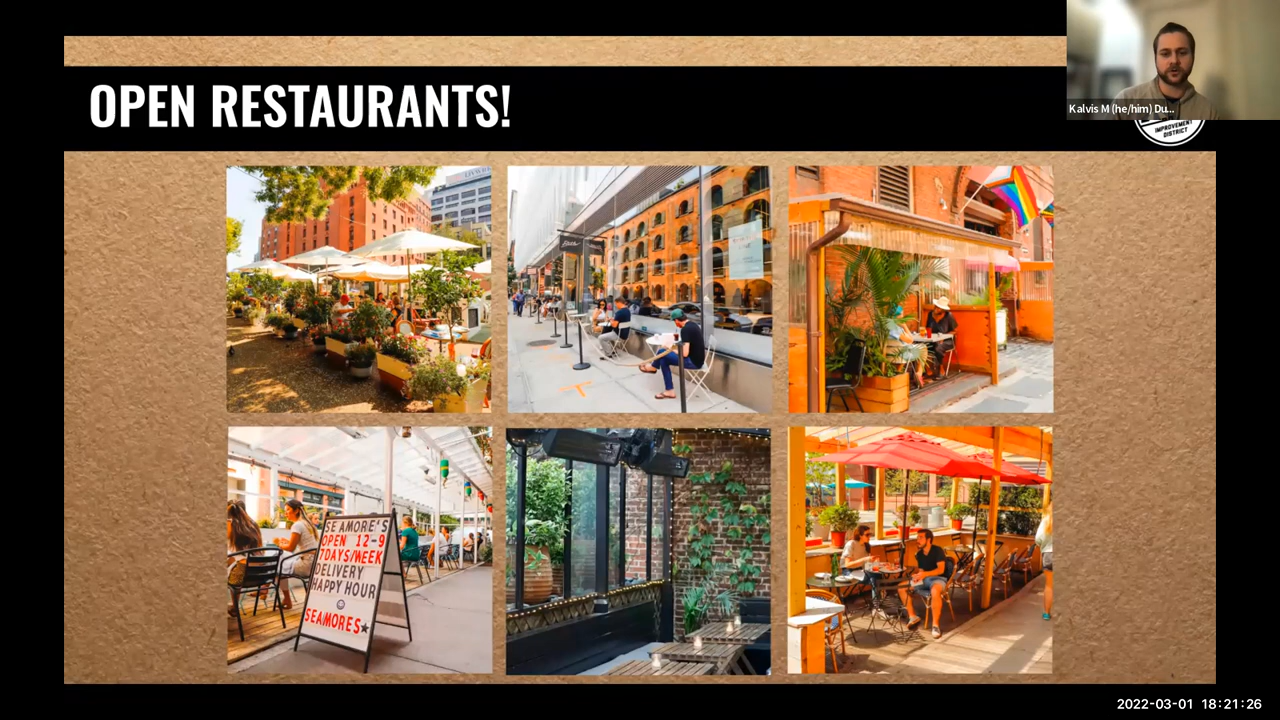 OPEN RESTAURANTS!
Kalvis M (he/him) Du...
IMPROVEMENT
DISTRICT
SEAMORE'S
OPEN 12-9
7DAYS/WEEK
DELIVERY
HAPPY HOUR
SEAMORES★
2022-03-01 18:21:26